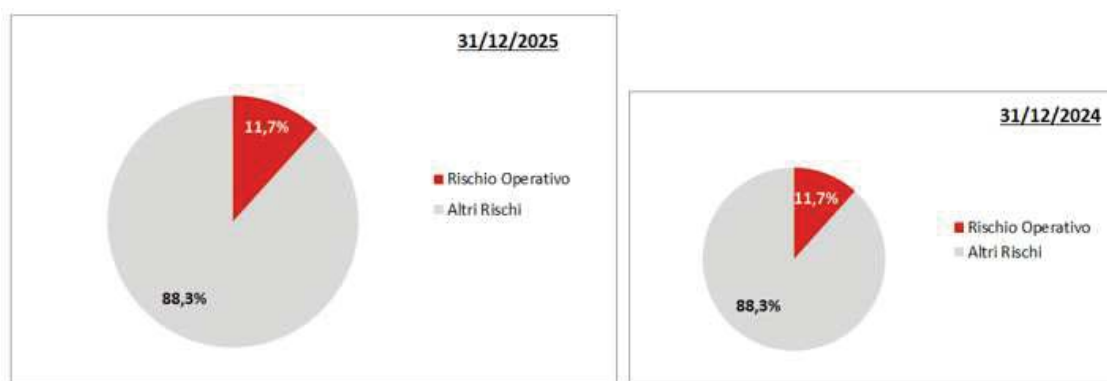 31/12/2025
11,7%
Rischio Operativo
Altri Rischi
88,3%
31/12/2024
11,7%
Rischio Operativo
Altri Rischi
88,3%